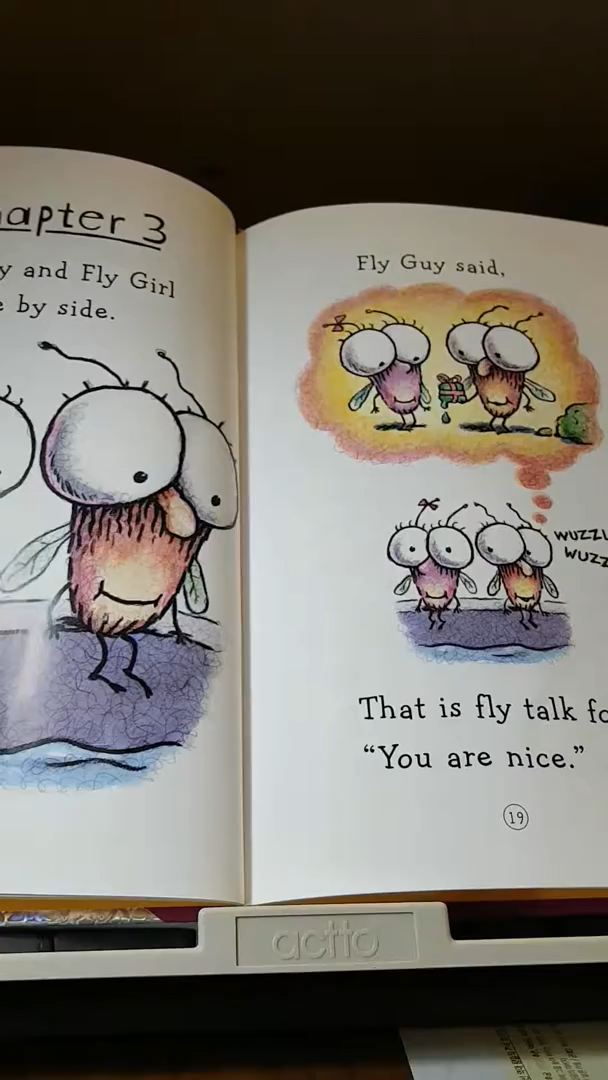 apter 3
y and Fly Girl
e by side.
Fly Guy said,
WUZZ
WUZZ
That is fly talk fo
“You are nice.”
19
actto